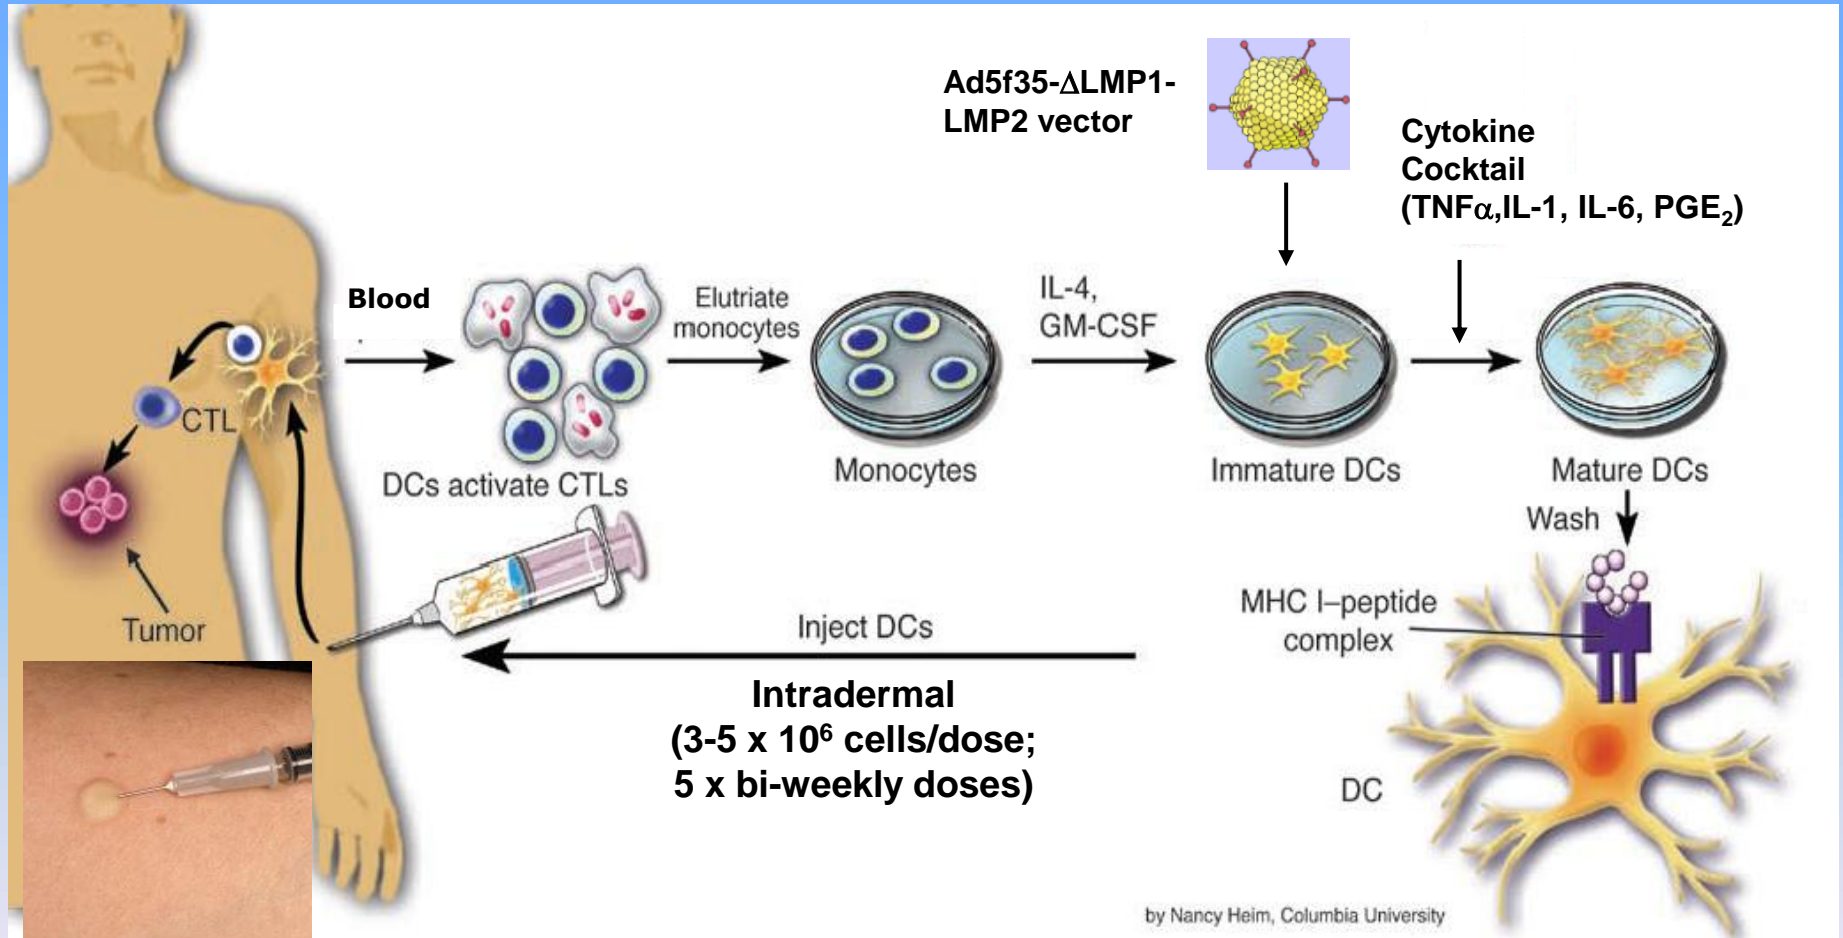 Ad5f35-ΔLMP1-
LMP2 vector
Cytokine
Cocktail
(TNFα,IL-1, IL-6, PGE₂)
Blood
Elutriate
monocytes
IL-4,
GM-CSF
CTL
DCs activate CTLs
Monocytes
Immature DCs
Mature DCs
Wash
Tumor
Inject DCs
MHC I–peptide
complex
Intradermal
(3-5 x 10⁶ cells/dose;
5 x bi-weekly doses)
DC
by Nancy Heim, Columbia University